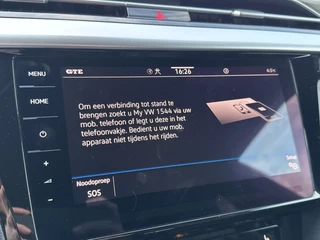 MENU
GTE
16:26
HOME
Om een verbinding tot stand te
brengen zoekt u My VW 1544 via uw
mob. telefoon of legt u deze in het
telefoonvakje. Bedient u uw mob.
apparaat niet tijdens het rijden.
Noodoproep
SOS